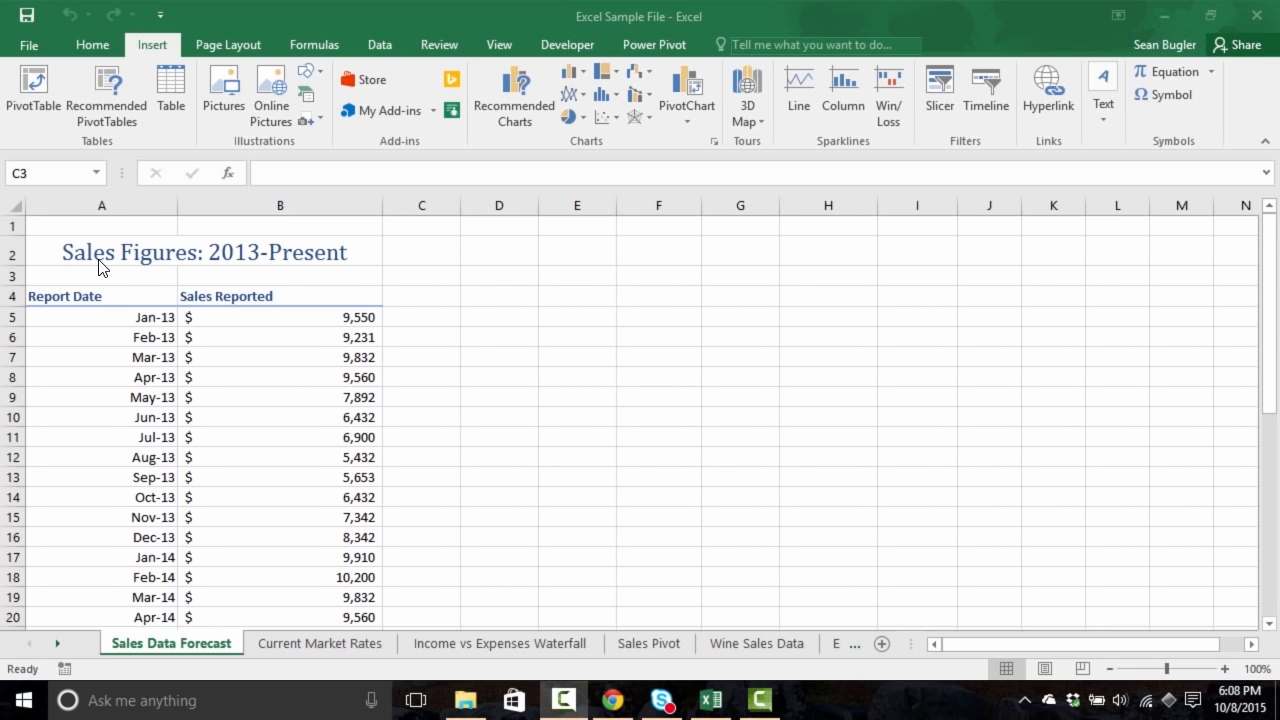 Excel Sample File - Excel
File Home Insert Page Layout Formulas Data Review View Developer Power Pivot Tell me what you want to do... Sean Bugler Share
PivotTable Recommended PivotTables Table Pictures Online Pictures Store My Add-ins Recommended Charts PivotChart 3D Map Line Column Win/Loss Slicer Timeline Hyperlink Text Equation Symbol
Tables Illustrations Add-ins Charts Tours Sparklines Filters Links Symbols
C3 fx
A B C D E F G H I J K L M N
1
2 Sales Figures: 2013-Present
3
4 Report Date Sales Reported
5 Jan-13 $ 9,550
6 Feb-13 $ 9,231
7 Mar-13 $ 9,832
8 Apr-13 $ 9,560
9 May-13 $ 7,892
10 Jun-13 $ 6,432
11 Jul-13 $ 6,900
12 Aug-13 $ 5,432
13 Sep-13 $ 5,653
14 Oct-13 $ 6,432
15 Nov-13 $ 7,342
16 Dec-13 $ 8,342
17 Jan-14 $ 9,910
18 Feb-14 $ 10,200
19 Mar-14 $ 9,832
20 Apr-14 $ 9,560
Sales Data Forecast Current Market Rates Income vs Expenses Waterfall Sales Pivot Wine Sales Data E ...
Ready 100%
Ask me anything 6:08 PM
10/8/2015